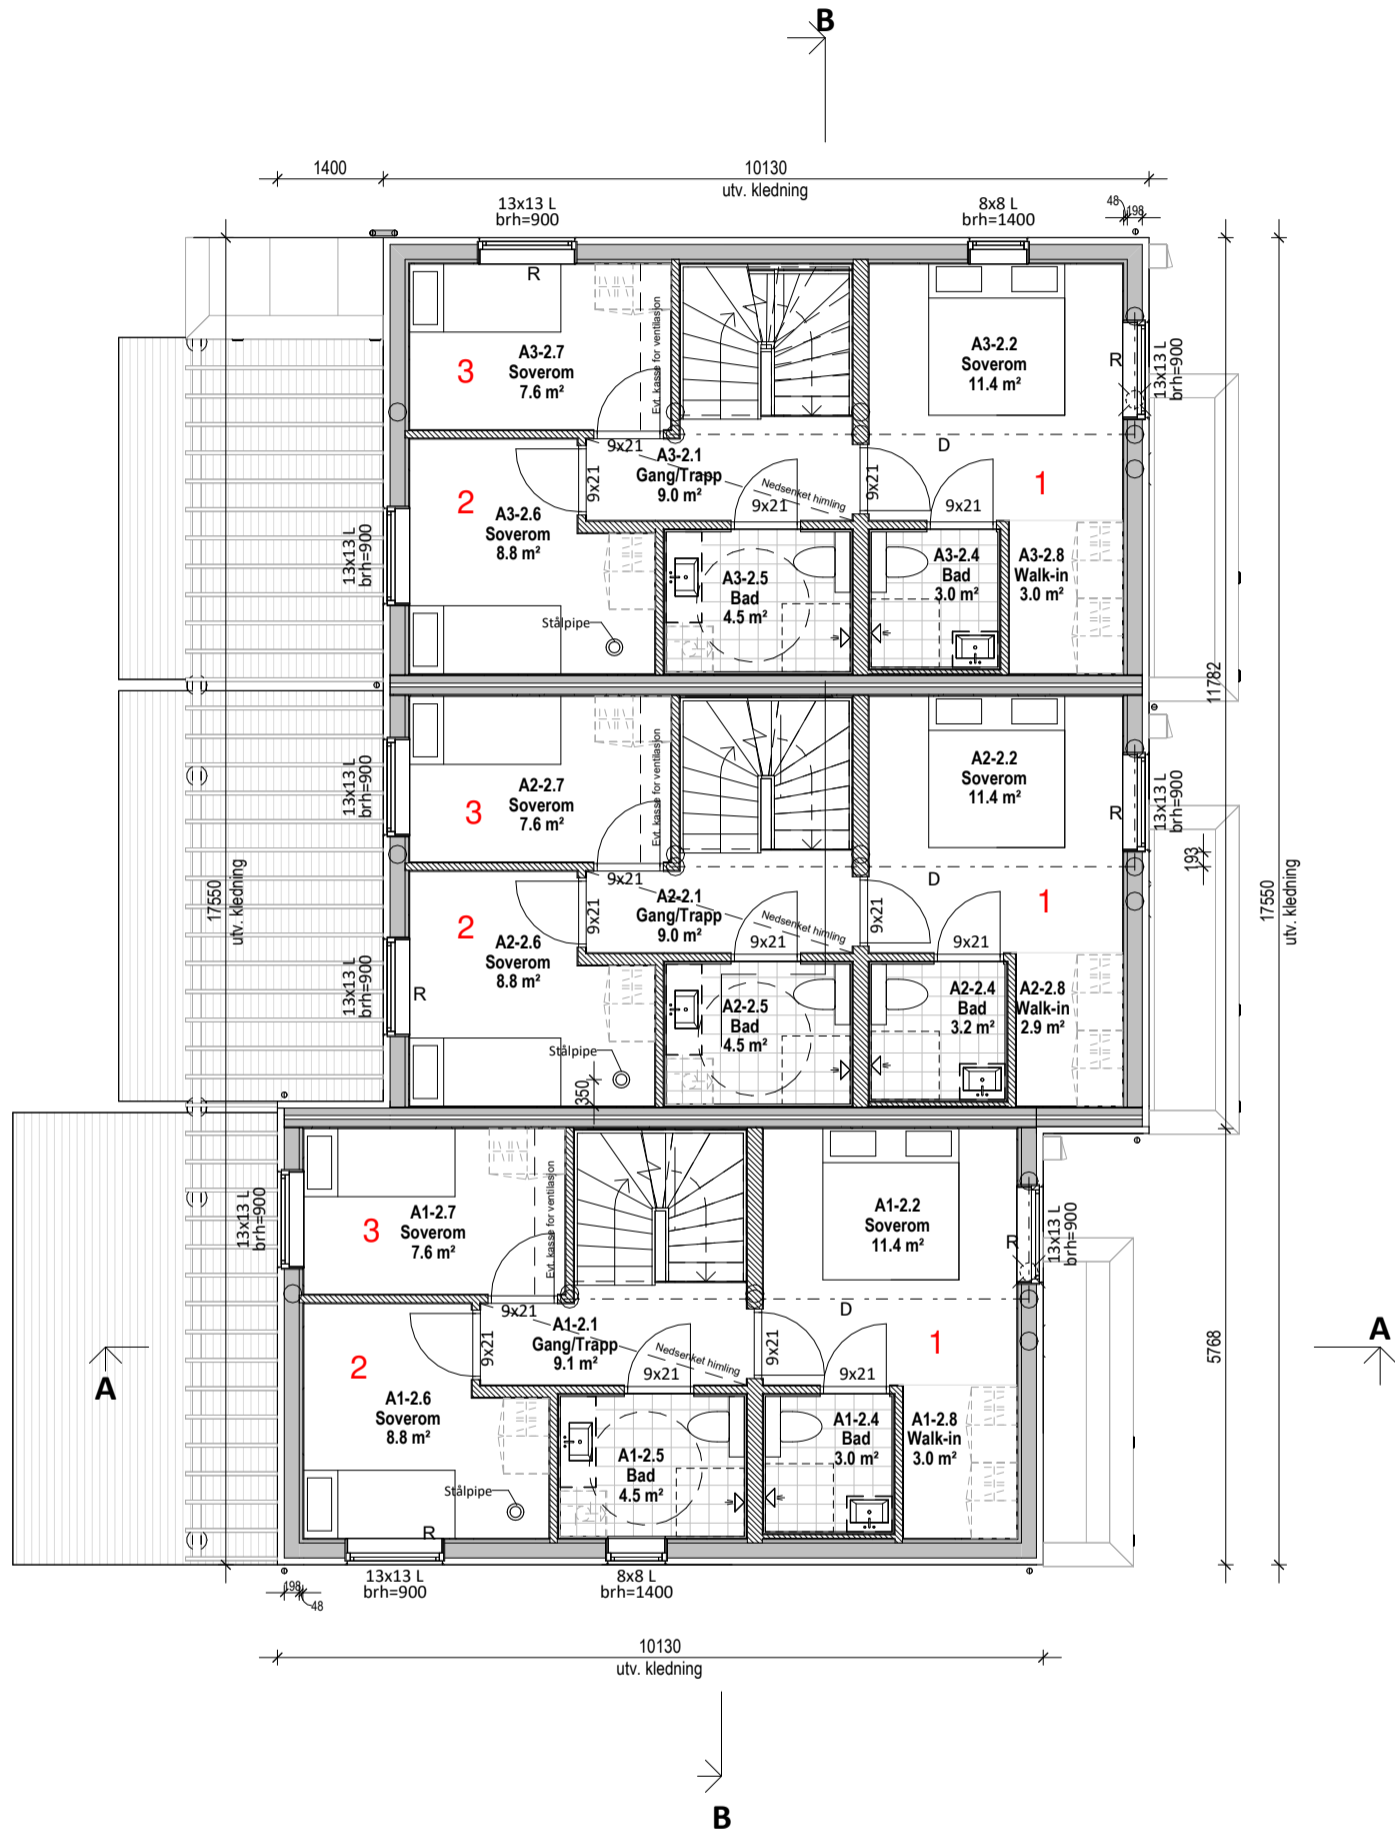 B
1400
10130
utv. kledning
13x13 L
brh=900
8x8 L
brh=1400
48
198
R
Evt. kasse for ventilasjon
A3-2.7
Soverom
7.6 m²
3
A3-2.2
Soverom
11.4 m²
R
13x13 L
brh=900
9x21
A3-2.1
Gang/Trapp
9.0 m²
D
2
9x21
9x21
1
A3-2.6
Soverom
8.8 m²
Nedsenket himling
9x21
9x21
13x13 L
brh=900
A3-2.5
Bad
4.5 m²
A3-2.4
Bad
3.0 m²
A3-2.8
Walk-in
3.0 m²
Stålpipe
11782
13x13 L
brh=900
Evt. kasse for ventilasjon
A2-2.7
Soverom
7.6 m²
3
A2-2.2
Soverom
11.4 m²
R
13x13 L
brh=900
193
17550
utv. kledning
17550
utv. kledning
9x21
A2-2.1
Gang/Trapp
9.0 m²
D
2
9x21
9x21
1
A2-2.6
Soverom
8.8 m²
Nedsenket himling
9x21
9x21
13x13 L
brh=900
R
A2-2.5
Bad
4.5 m²
A2-2.4
Bad
3.2 m²
A2-2.8
Walk-in
2.9 m²
Stålpipe
350
13x13 L
brh=900
Evt. kasse for ventilasjon
A1-2.7
Soverom
7.6 m²
3
A1-2.2
Soverom
11.4 m²
R
13x13 L
brh=900
9x21
A1-2.1
Gang/Trapp
9.1 m²
D
9x21
9x21
1
5768
A
A
2
Nedsenket himling
9x21
9x21
A1-2.6
Soverom
8.8 m²
A1-2.5
Bad
4.5 m²
A1-2.4
Bad
3.0 m²
A1-2.8
Walk-in
3.0 m²
Stålpipe
R
13x13 L
brh=900
8x8 L
brh=1400
198
48
10130
utv. kledning
B